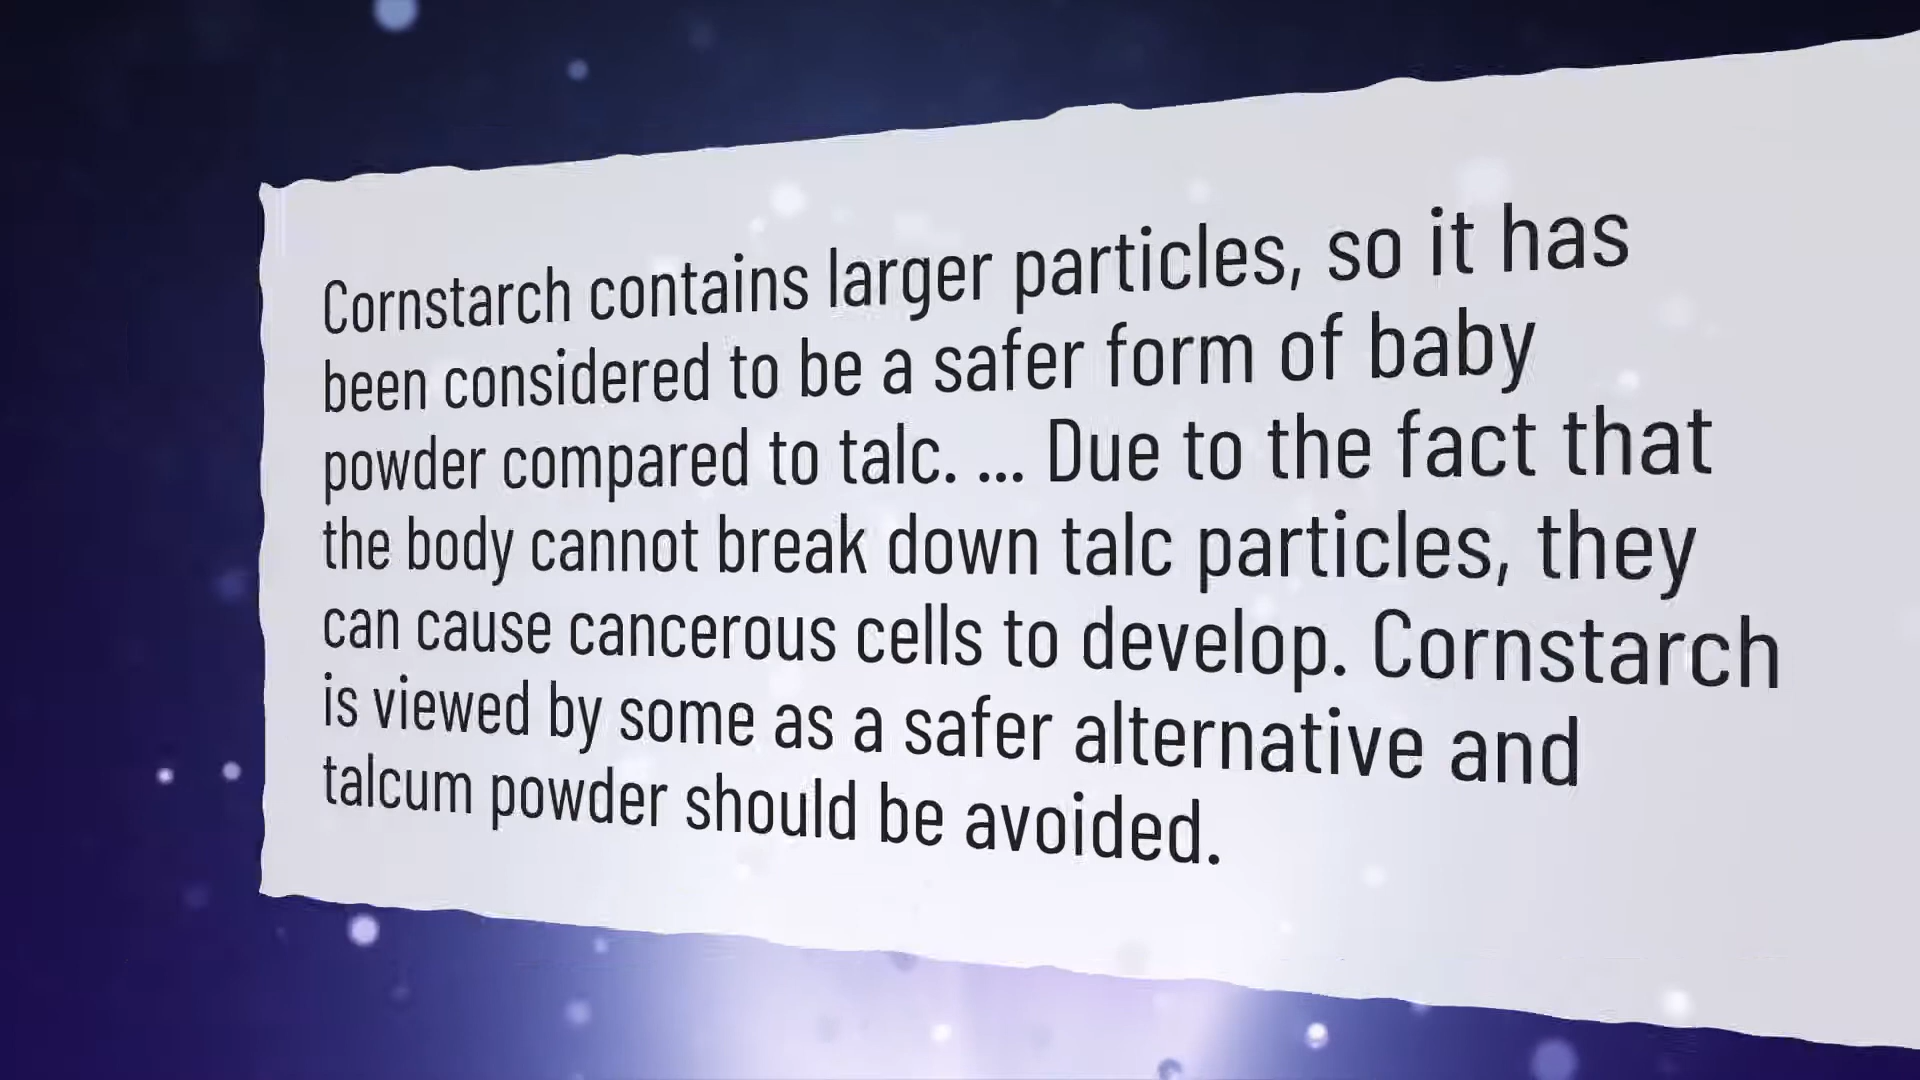 Cornstarch contains larger particles, so it has
been considered to be a safer form of baby
powder compared to talc. ... Due to the fact that
the body cannot break down talc particles, they
can cause cancerous cells to develop. Cornstarch
is viewed by some as a safer alternative and
talcum powder should be avoided.